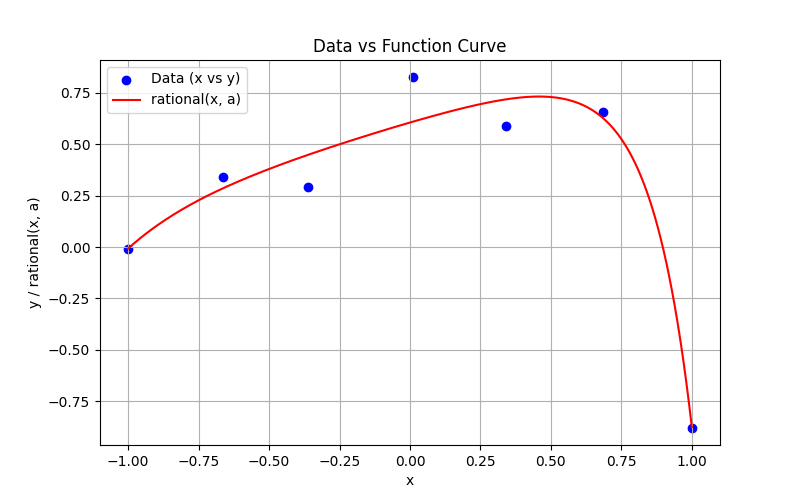 Data vs Function Curve
Data (x vs y)
rational(x, a)
y / rational(x, a)
0.75
0.50
0.25
0.00
−0.25
−0.50
−0.75
−1.00 −0.75 −0.50 −0.25 0.00 0.25 0.50 0.75 1.00
x